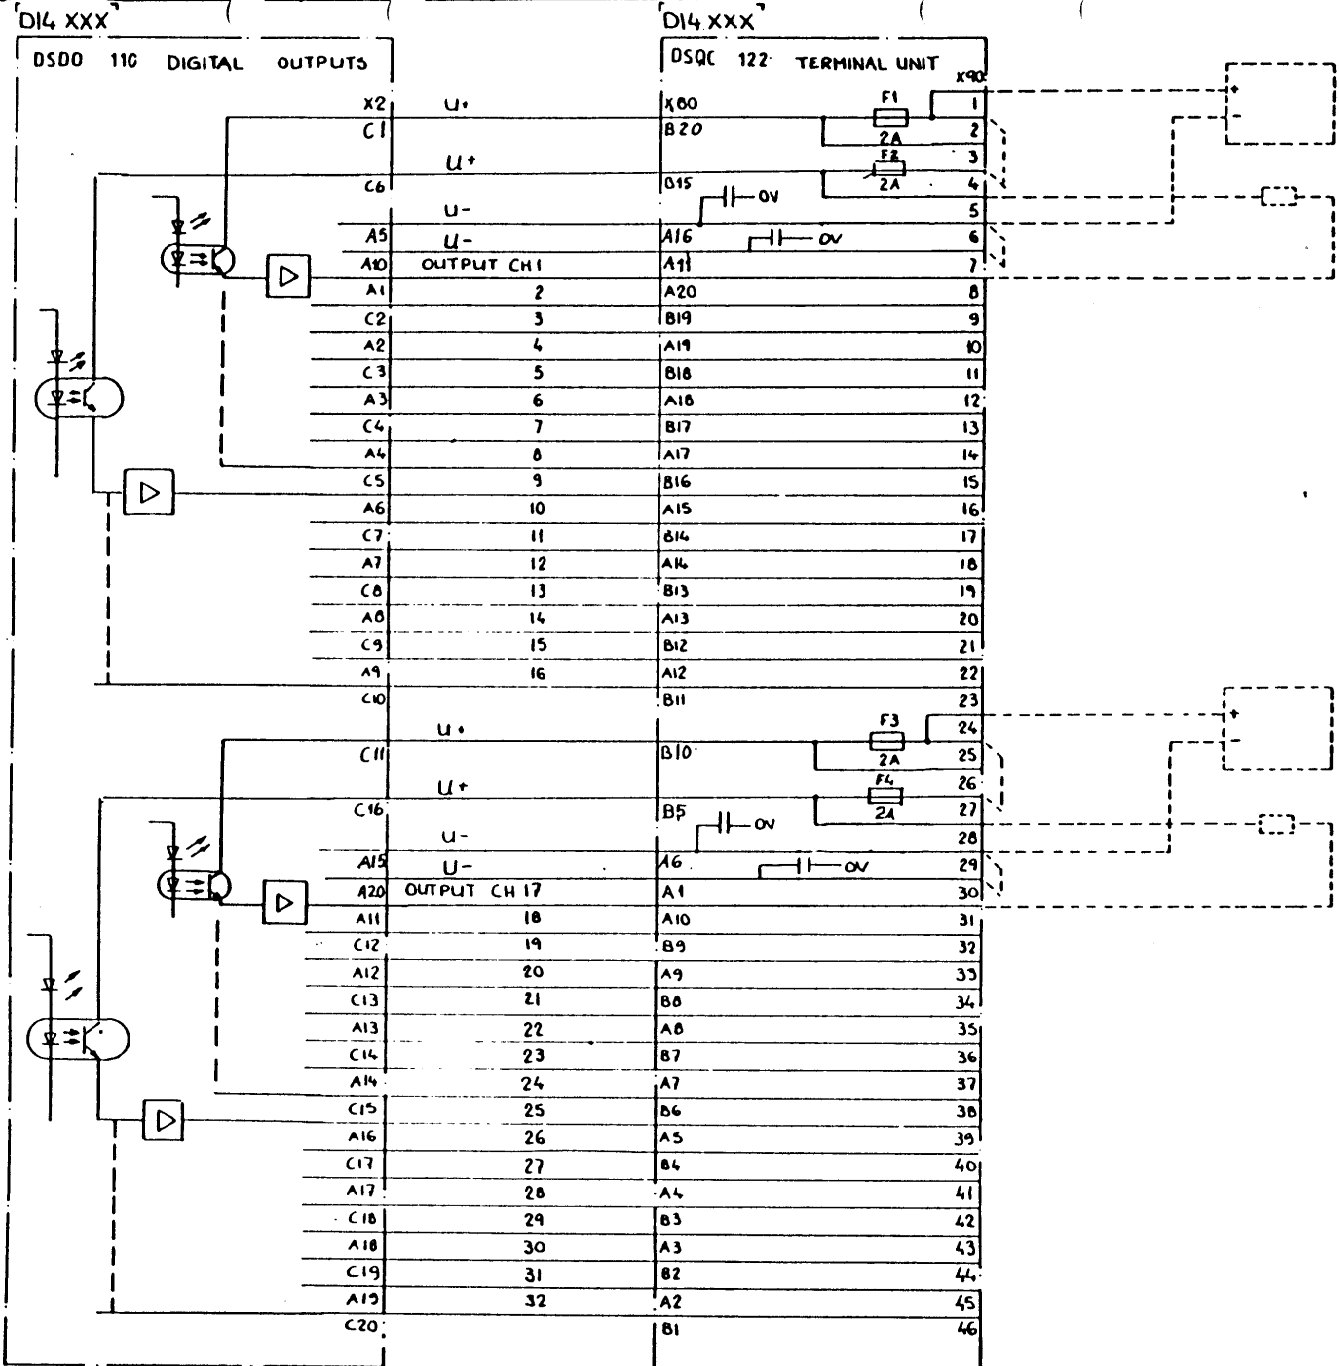 DI4 XXX DI4.XXX
DSDO 110 DIGITAL OUTPUTS DSQC 122 TERMINAL UNIT
X90
X2 U+ X80 F1 + 1
C1 B20 2A - 2
U+ F2 3
C6 B15 2A 4
0V
U- 5
A5 U- A16 0V 6
A10 OUTPUT CH1 A11 7
A1 2 A20 8
C2 3 B19 9
A2 4 A19 10
C3 5 B18 11
A3 6 A18 12
C4 7 B17 13
A4 8 A17 14
C5 9 B16 15
A6 10 A15 16
C7 11 B14 17
A7 12 A14 18
C8 13 B13 19
A8 14 A13 20
C9 15 B12 21
A9 16 A12 22
C10 B11 23
U+ F3 + 24
C11 B10 2A - 25
U+ F4 26
C16 B5 2A 27
0V
U- 28
A15 U- A6 0V 29
A20 OUTPUT CH 17 A1 30
A11 18 A10 31
C12 19 B9 32
A12 20 A9 33
C13 21 B8 34
A13 22 A8 35
C14 23 B7 36
A14 24 A7 37
C15 25 B6 38
A16 26 A5 39
C17 27 B4 40
A17 28 A4 41
C18 29 B3 42
A18 30 A3 43
C19 31 B2 44
A19 32 A2 45
C20 B1 46